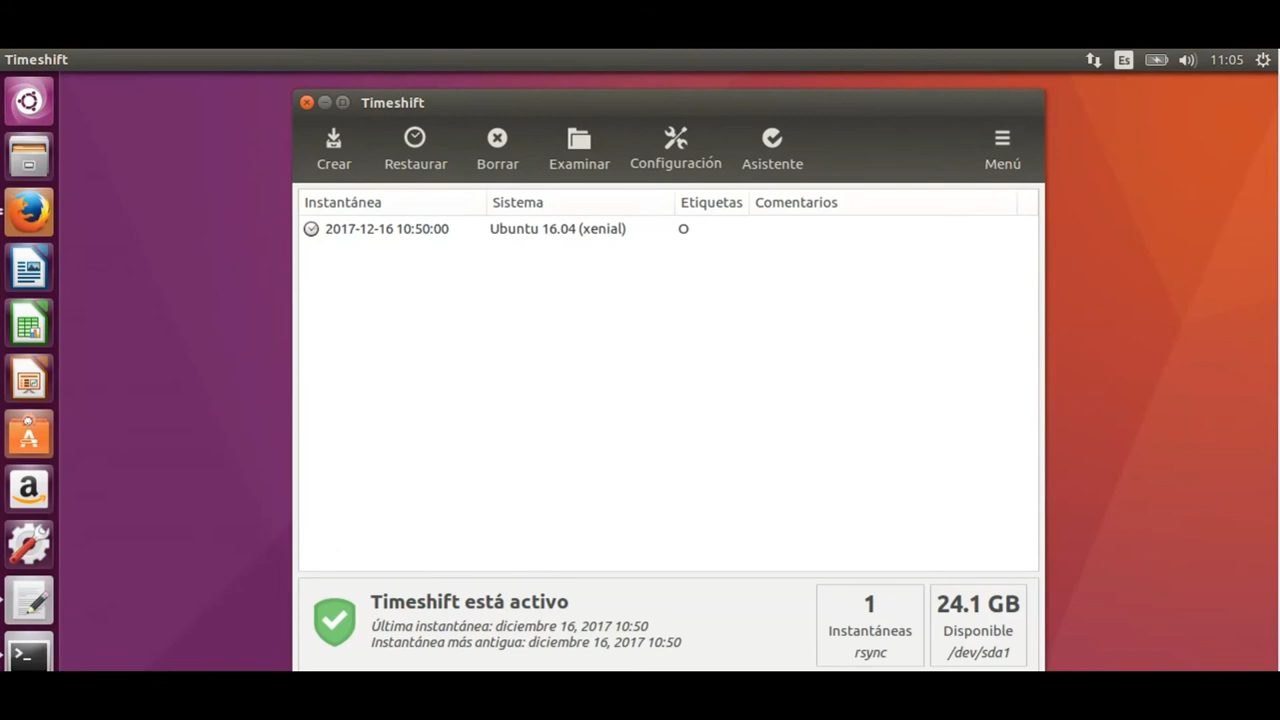 Timeshift
Es
11:05
Timeshift
Crear Restaurar Borrar Examinar Configuración Asistente Menú
Instantánea Sistema Etiquetas Comentarios
2017-12-16 10:50:00 Ubuntu 16.04 (xenial) O
Timeshift está activo
Última instantánea: diciembre 16, 2017 10:50
Instantánea más antigua: diciembre 16, 2017 10:50
1
Instantáneas
rsync
24.1 GB
Disponible
/dev/sda1